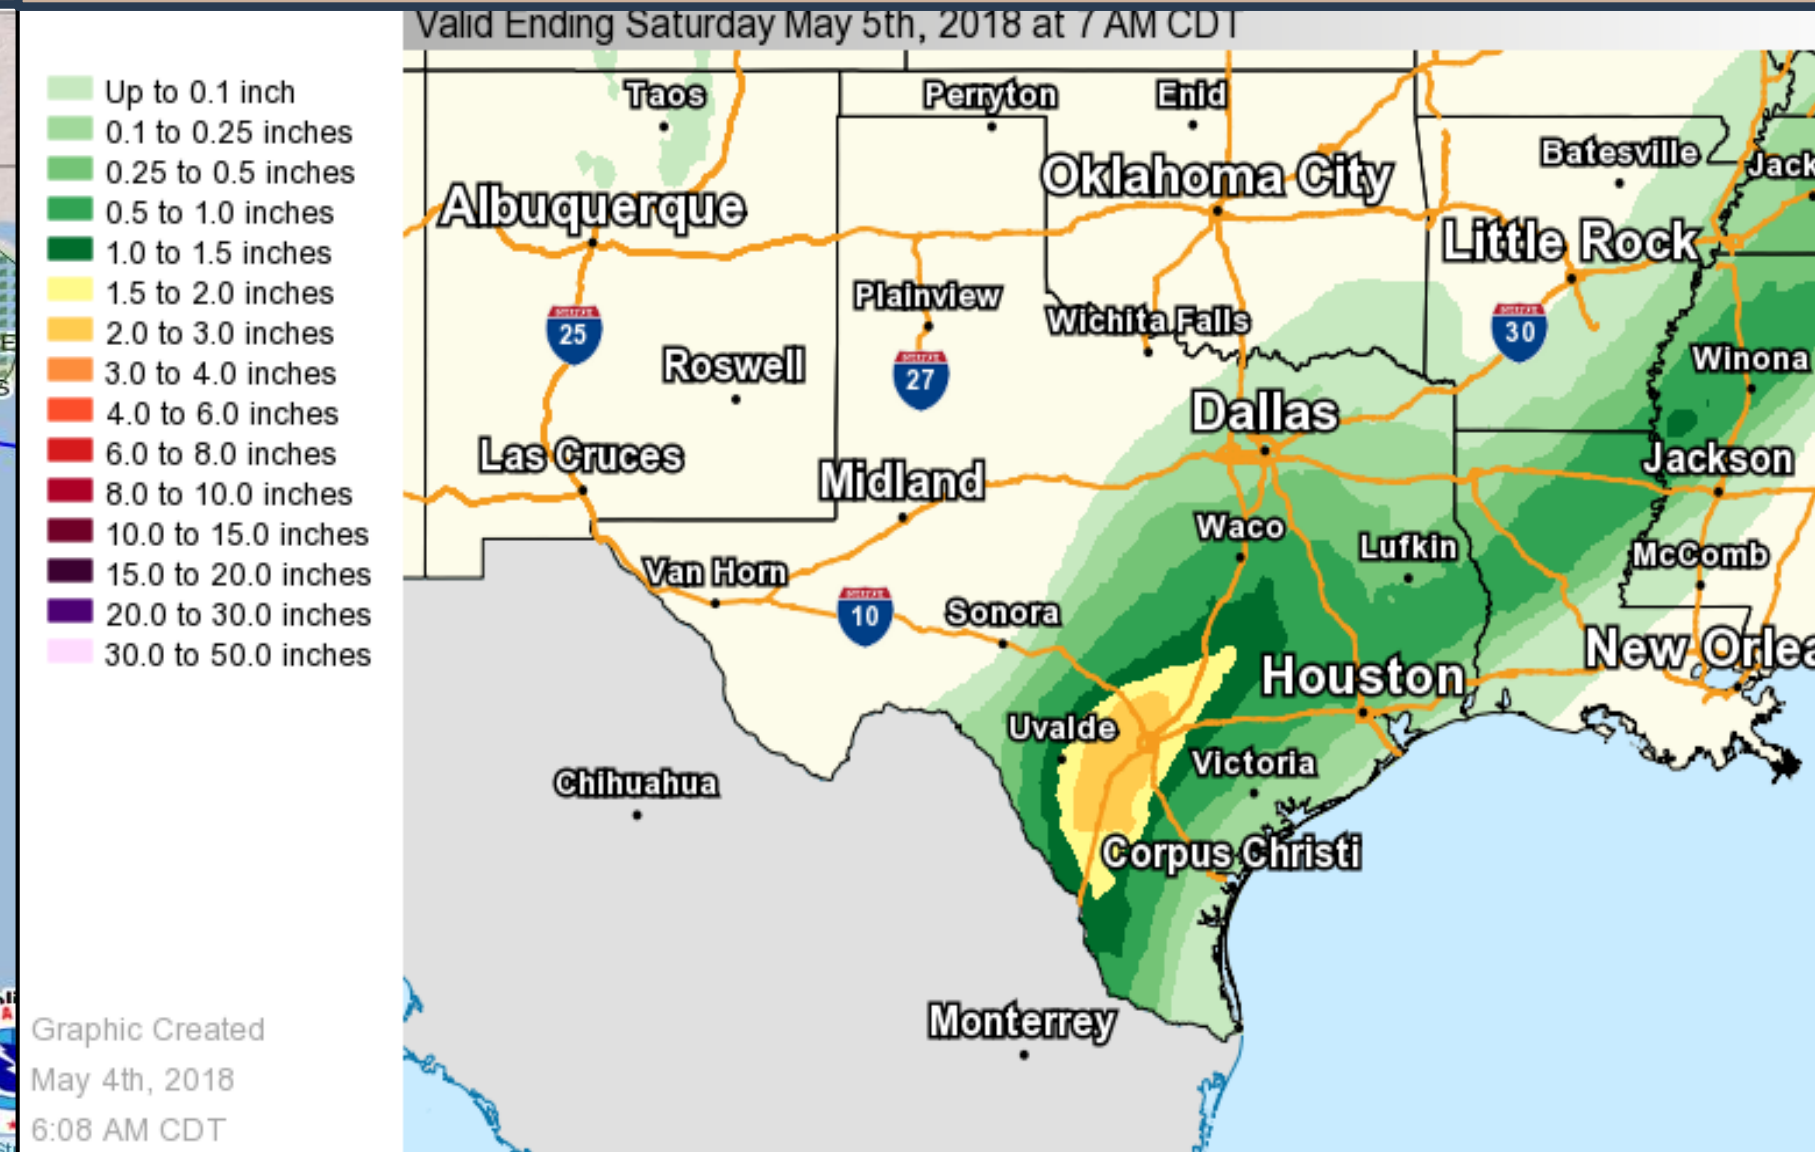 Valid Ending Saturday May 5th, 2018 at 7 AM CDT
Up to 0.1 inch
0.1 to 0.25 inches
0.25 to 0.5 inches
0.5 to 1.0 inches
1.0 to 1.5 inches
1.5 to 2.0 inches
2.0 to 3.0 inches
3.0 to 4.0 inches
4.0 to 6.0 inches
6.0 to 8.0 inches
8.0 to 10.0 inches
10.0 to 15.0 inches
15.0 to 20.0 inches
20.0 to 30.0 inches
30.0 to 50.0 inches
Graphic Created
May 4th, 2018
6:08 AM CDT
Taos
Perryton
Enid
Batesville
Jack
Oklahoma City
Albuquerque
Little Rock
Plainview
Wichita Falls
25
30
Winona
Roswell
27
Dallas
Las Cruces
Midland
Jackson
Waco
Lufkin
McComb
Van Horn
10
Sonora
New Orlea
Houston
Uvalde
Victoria
Chihuahua
Corpus Christi
Monterrey